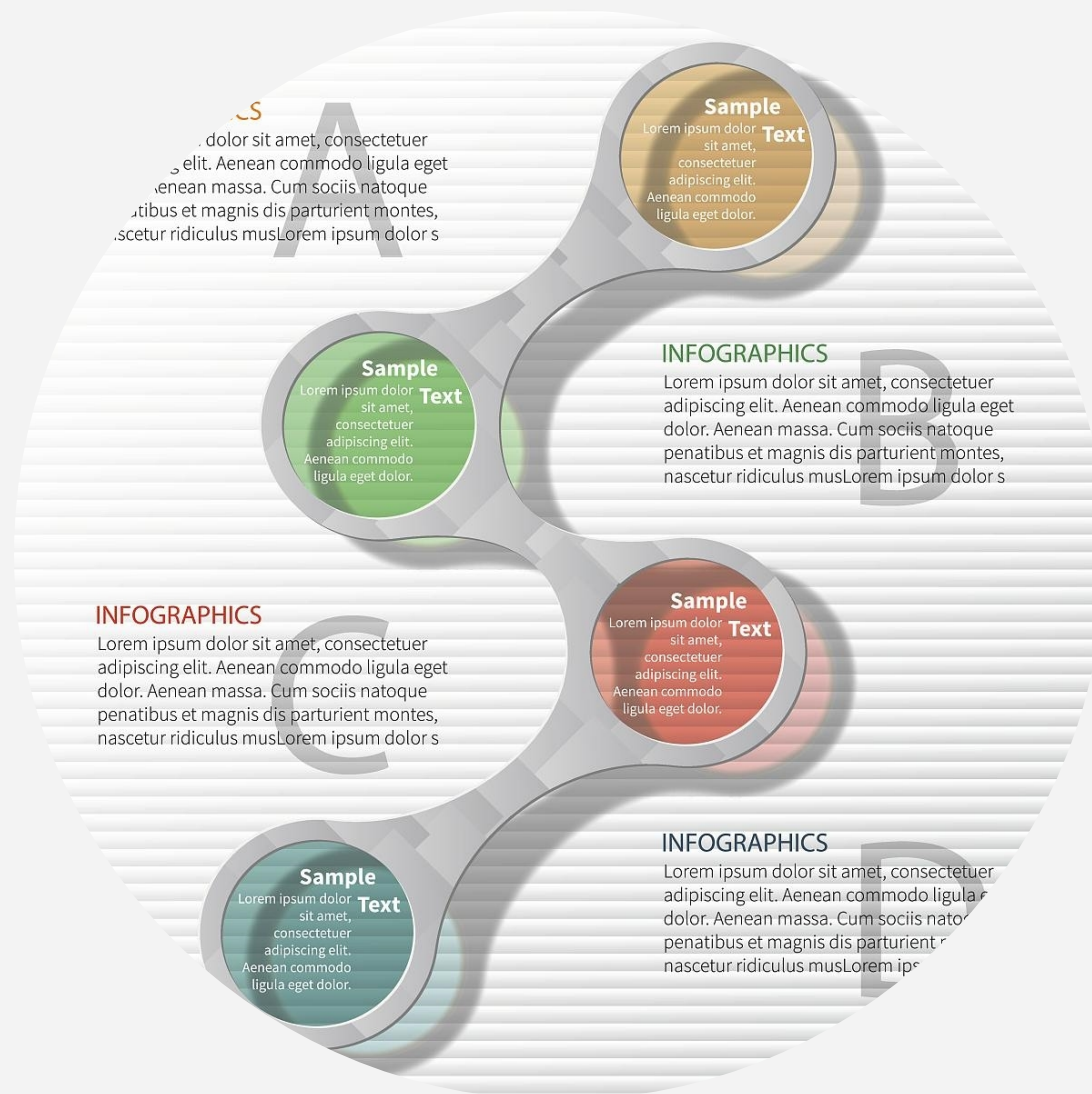 A
dolor sit amet, consectetuer
elit. Aenean commodo ligula eget
massa. Cum sociis natoque
et magnis dis parturient montes,
ridiculus musLorem ipsum dolor s
Sample
Text
Lorem ipsum dolor
sit amet,
consectetuer
adipiscing elit.
Aenean commodo
ligula eget dolor.
Sample
Text
Lorem ipsum dolor
sit amet,
consectetuer
adipiscing elit.
Aenean commodo
ligula eget dolor.
INFOGRAPHICS
B
Lorem ipsum dolor sit amet, consectetuer
adipiscing elit. Aenean commodo ligula eget
dolor. Aenean massa. Cum sociis natoque
penatibus et magnis dis parturient montes,
nascetur ridiculus musLorem ipsum dolor s
INFOGRAPHICS
C
Lorem ipsum dolor sit amet, consectetuer
adipiscing elit. Aenean commodo ligula eget
dolor. Aenean massa. Cum sociis natoque
penatibus et magnis dis parturient montes,
nascetur ridiculus musLorem ipsum dolor s
Sample
Text
Lorem ipsum dolor
sit amet,
consectetuer
adipiscing elit.
Aenean commodo
ligula eget dolor.
Sample
Text
Lorem ipsum dolor
sit amet,
consectetuer
adipiscing elit.
Aenean commodo
ligula eget dolor.
INFOGRAPHICS
D
Lorem ipsum dolor sit amet, consectetuer
adipiscing elit. Aenean commodo ligula
dolor. Aenean massa. Cum sociis
penatibus et magnis dis parturient
nascetur ridiculus musLorem